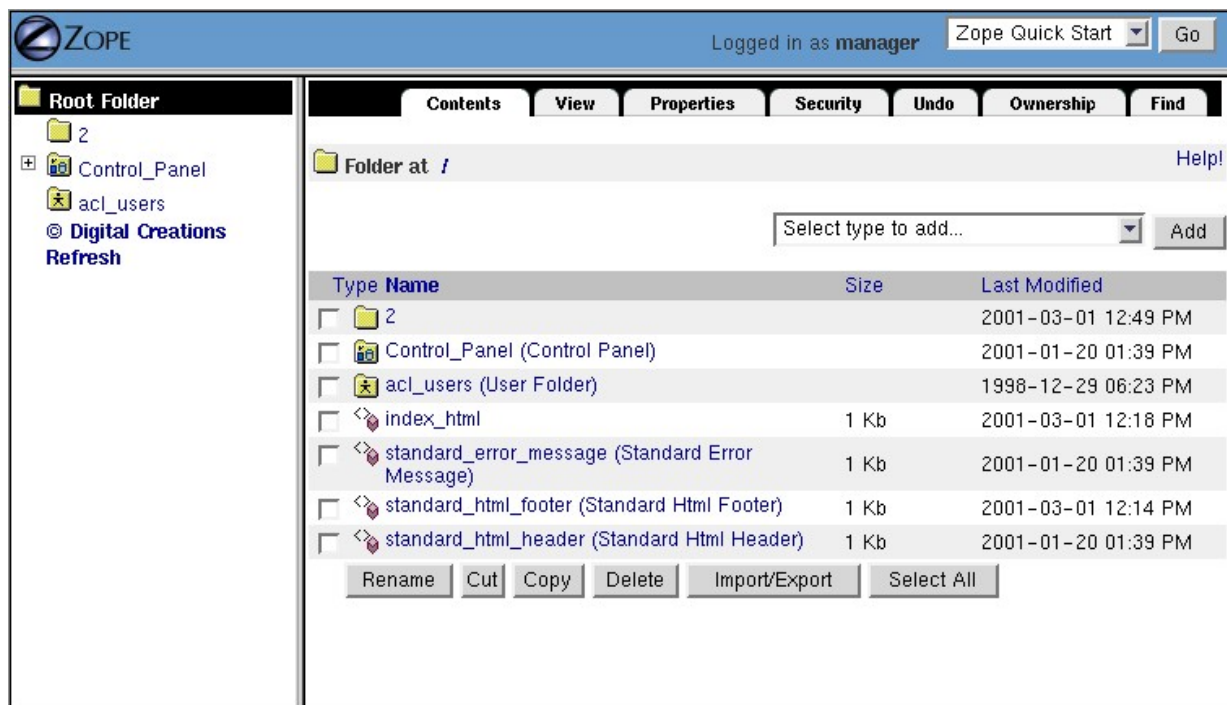 ZOPE
Logged in as manager
Zope Quick Start
Go
Root Folder
2
Control_Panel
acl_users
© Digital Creations
Refresh
Contents View Properties Security Undo Ownership Find
Folder at /
Help!
Select type to add...
Add
Type Name Size Last Modified
2 2001-03-01 12:49 PM
Control_Panel (Control Panel) 2001-01-20 01:39 PM
acl_users (User Folder) 1998-12-29 06:23 PM
index_html 1 Kb 2001-03-01 12:18 PM
standard_error_message (Standard Error
Message) 1 Kb 2001-01-20 01:39 PM
standard_html_footer (Standard Html Footer) 1 Kb 2001-03-01 12:14 PM
standard_html_header (Standard Html Header) 1 Kb 2001-01-20 01:39 PM
Rename Cut Copy Delete Import/Export Select All